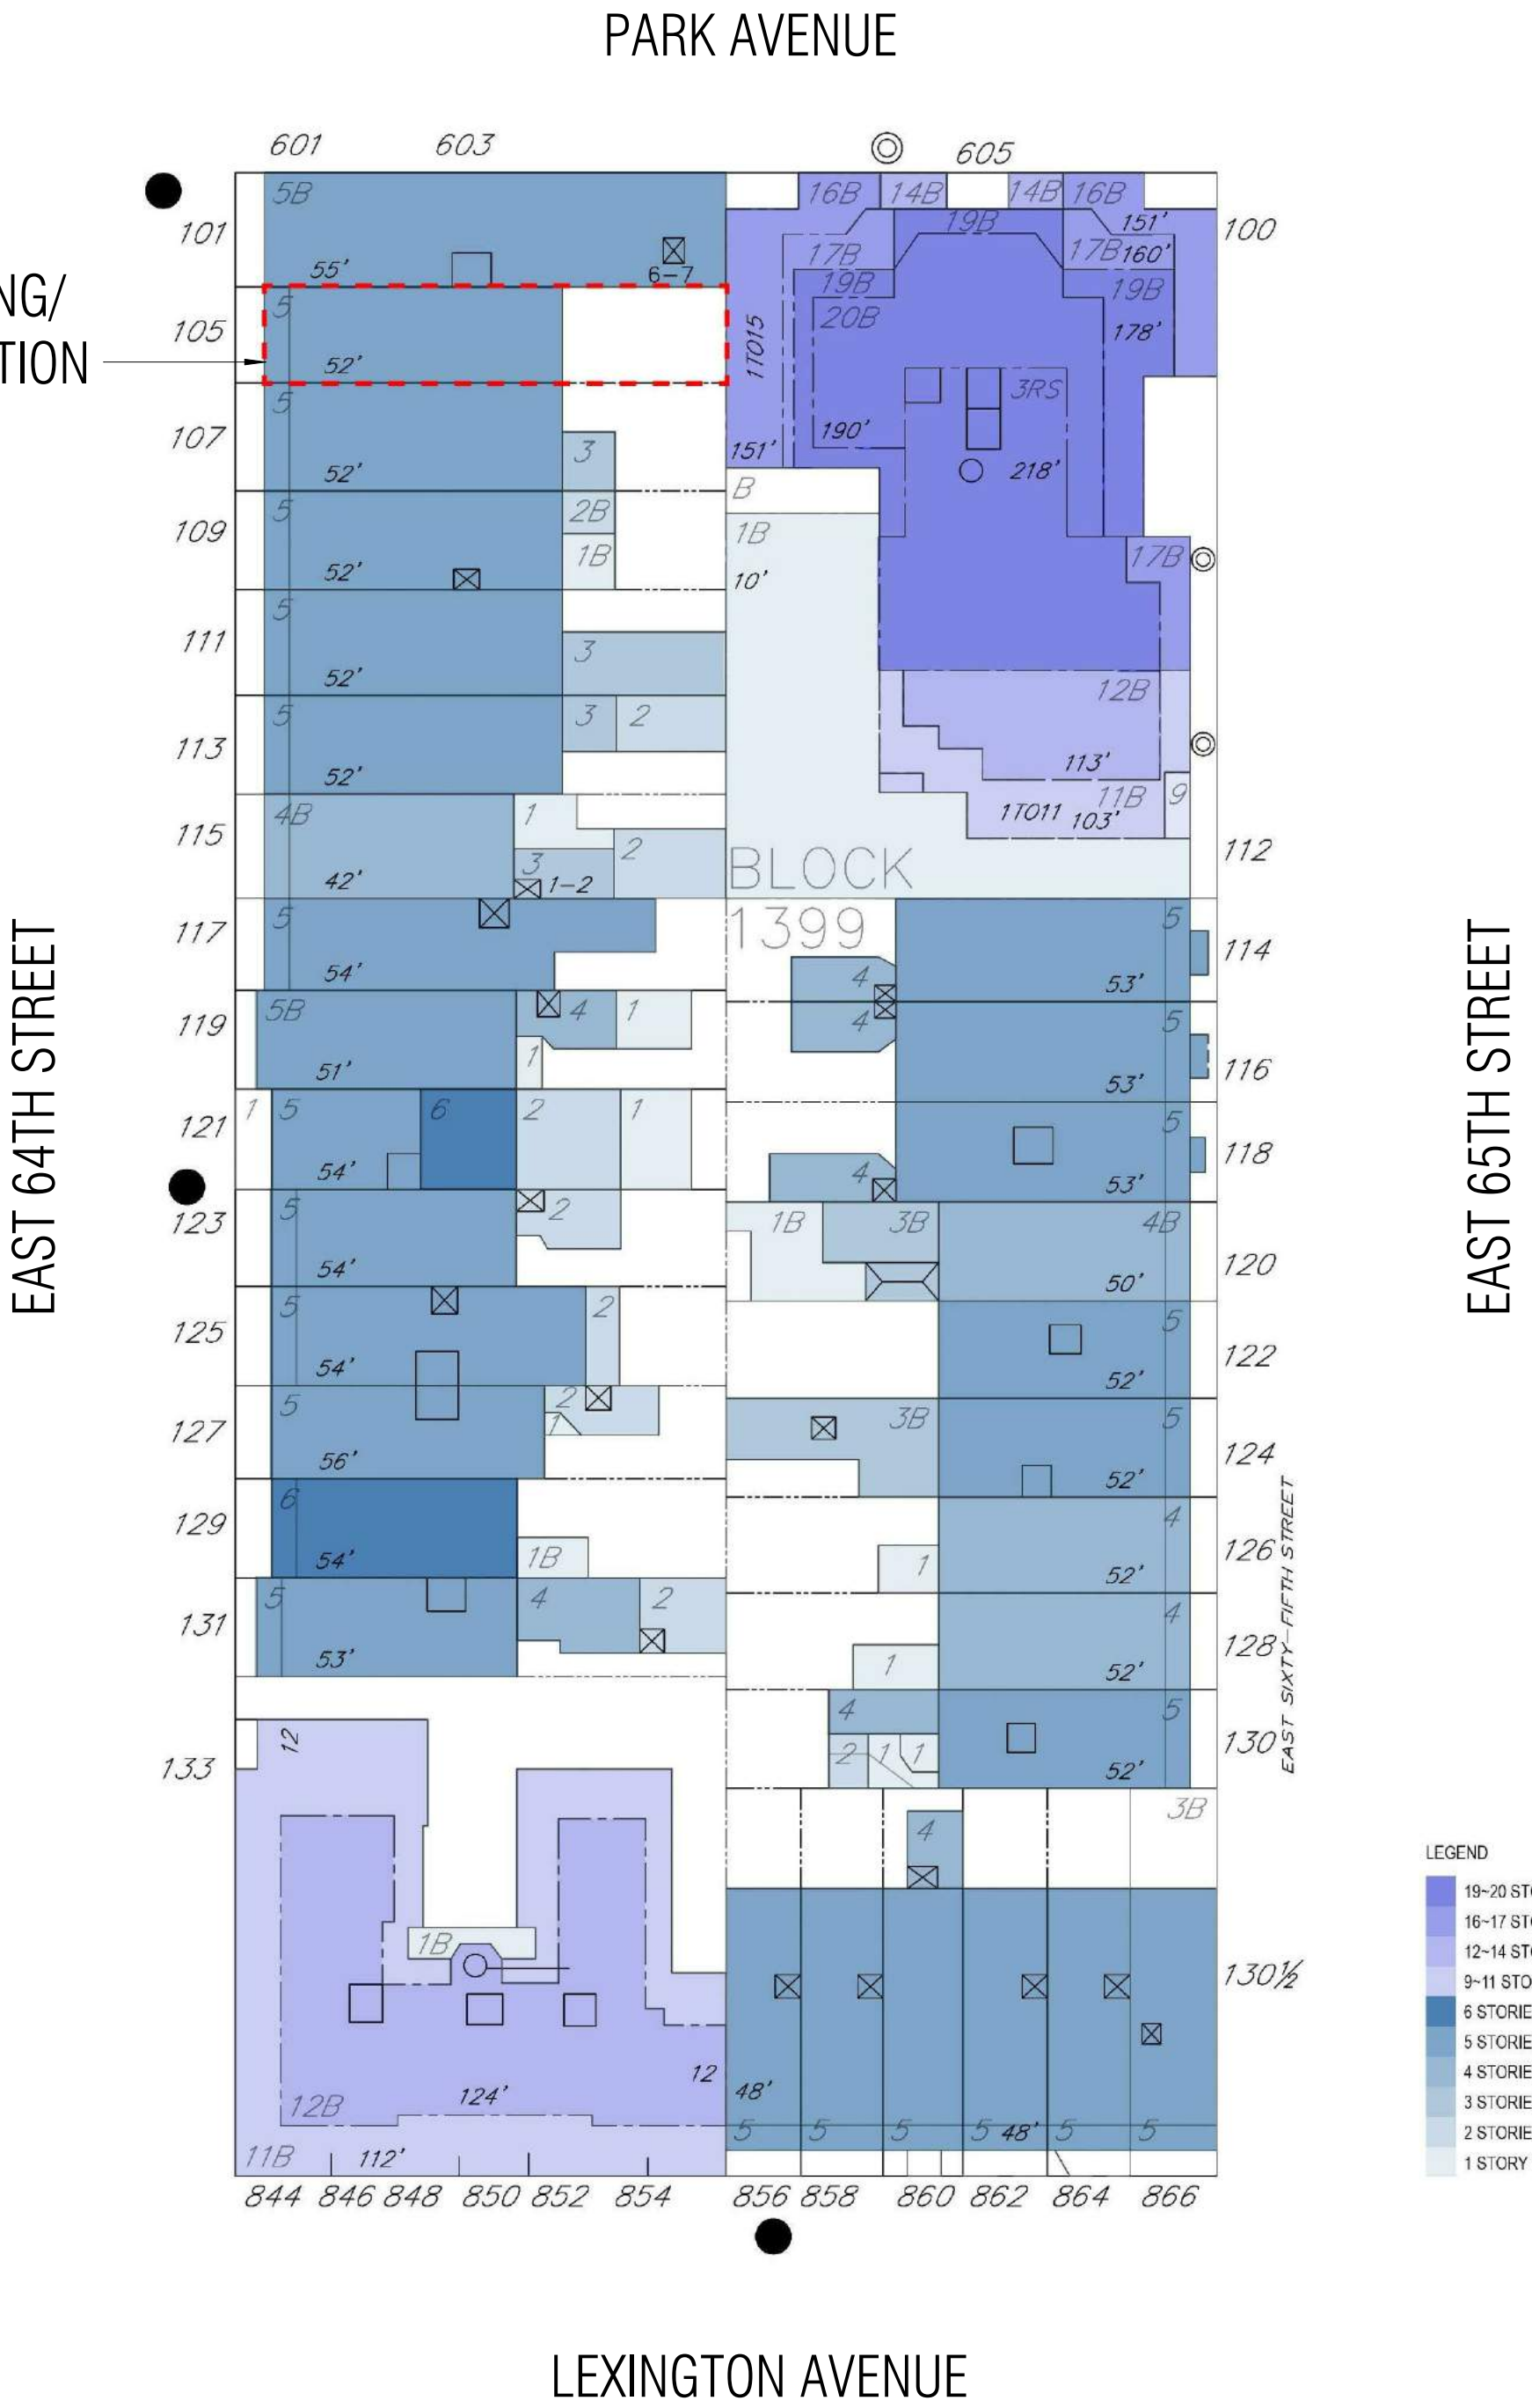 PARK AVENUE
601 603 605
5B 16B 14B 14B 16B
101 19B 151' 100
17B 17B 160'
55' 6-7
NG/
5 19B 19B
105 20B 178'
1TO15
TION
52'
5 3RS
107 190'
3 151' 218'
52'
5 B
109 2B 1B
1B 17B
52' 10'
5
111 3
52' 12B
5 3 2
113 113'
52'
4B 1 11B 9
1TO11 103'
115 2 112
3 1-2
42' BLOCK
5 1399 5
117 114
54' 4 53'
5B 4 1 4 5
119
1 116
51' 53'
1 5 6 2 1 5
121 118
54' 4 53'
5 2 1B 3B 4B
123 120
54' 50'
5 2 5
125 122
54' 52'
5 2 3B 5
127 1 124
56' 52'
6 4
129 126
54' 1B 1 52'
5 4 2 4
131 128
53' 1 52'
12 4 5
133 2 1 1 130
52'
3B
4
1B
130½
12
48'
12B 124'
5 5 5 5 48' 5 5
11B 112'
844 846 848 850 852 854 856 858 860 862 864 866
EAST 64TH STREET
EAST 65TH STREET
EAST SIXTY-FIFTH STREET
LEGEND
19~20 STO
16~17 STO
12~14 STO
9~11 STO
6 STORIE
5 STORIE
4 STORIE
3 STORIE
2 STORIE
1 STORY
LEXINGTON AVENUE